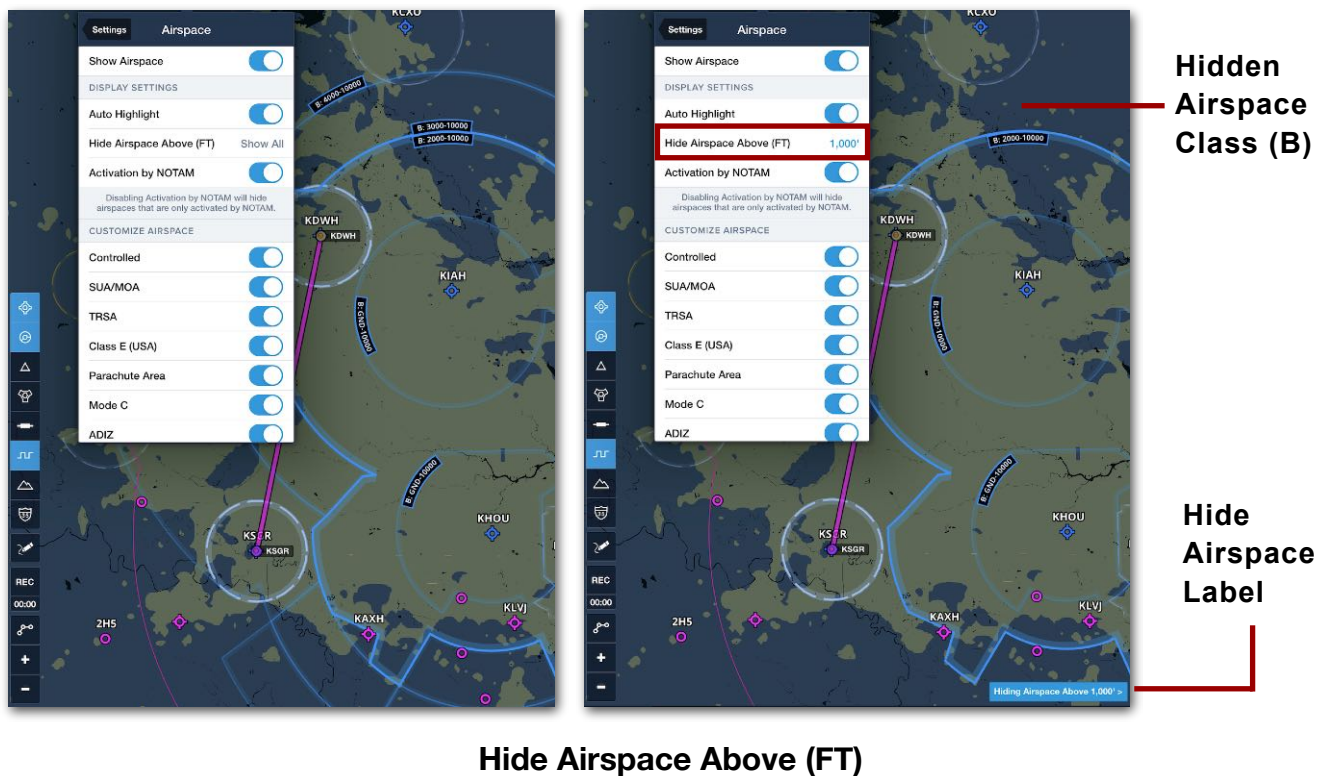 KCXO
Settings Airspace
Show Airspace
DISPLAY SETTINGS
Auto Highlight
Hide Airspace Above (FT) Show All
Activation by NOTAM
Disabling Activation by NOTAM will hide
airspaces that are only activated by NOTAM.
CUSTOMIZE AIRSPACE
Controlled
SUA/MOA
TRSA
Class E (USA)
Parachute Area
Mode C
ADIZ
B: 4000-10000
B: 3000-10000
B: 2000-10000
KDWH
KDWH
KIAH
B: GND-10000
B: GND-10000
KHOU
KSGR
KSGR
REC
00:00
2H5
KAXH
KLVJ
+
-
KCXO
Settings Airspace
Show Airspace
DISPLAY SETTINGS
Auto Highlight
Hide Airspace Above (FT) 1,000'
Activation by NOTAM
Disabling Activation by NOTAM will hide
airspaces that are only activated by NOTAM.
CUSTOMIZE AIRSPACE
Controlled
SUA/MOA
TRSA
Class E (USA)
Parachute Area
Mode C
ADIZ
B: 2000-10000
KDWH
KDWH
KIAH
B: GND-10000
B: GND-10000
KHOU
KSGR
KSGR
REC
00:00
2H5
KAXH
KLVJ
+
-
Hiding Airspace Above 1,000' >
Hidden
Airspace
Class (B)
Hide
Airspace
Label
Hide Airspace Above (FT)